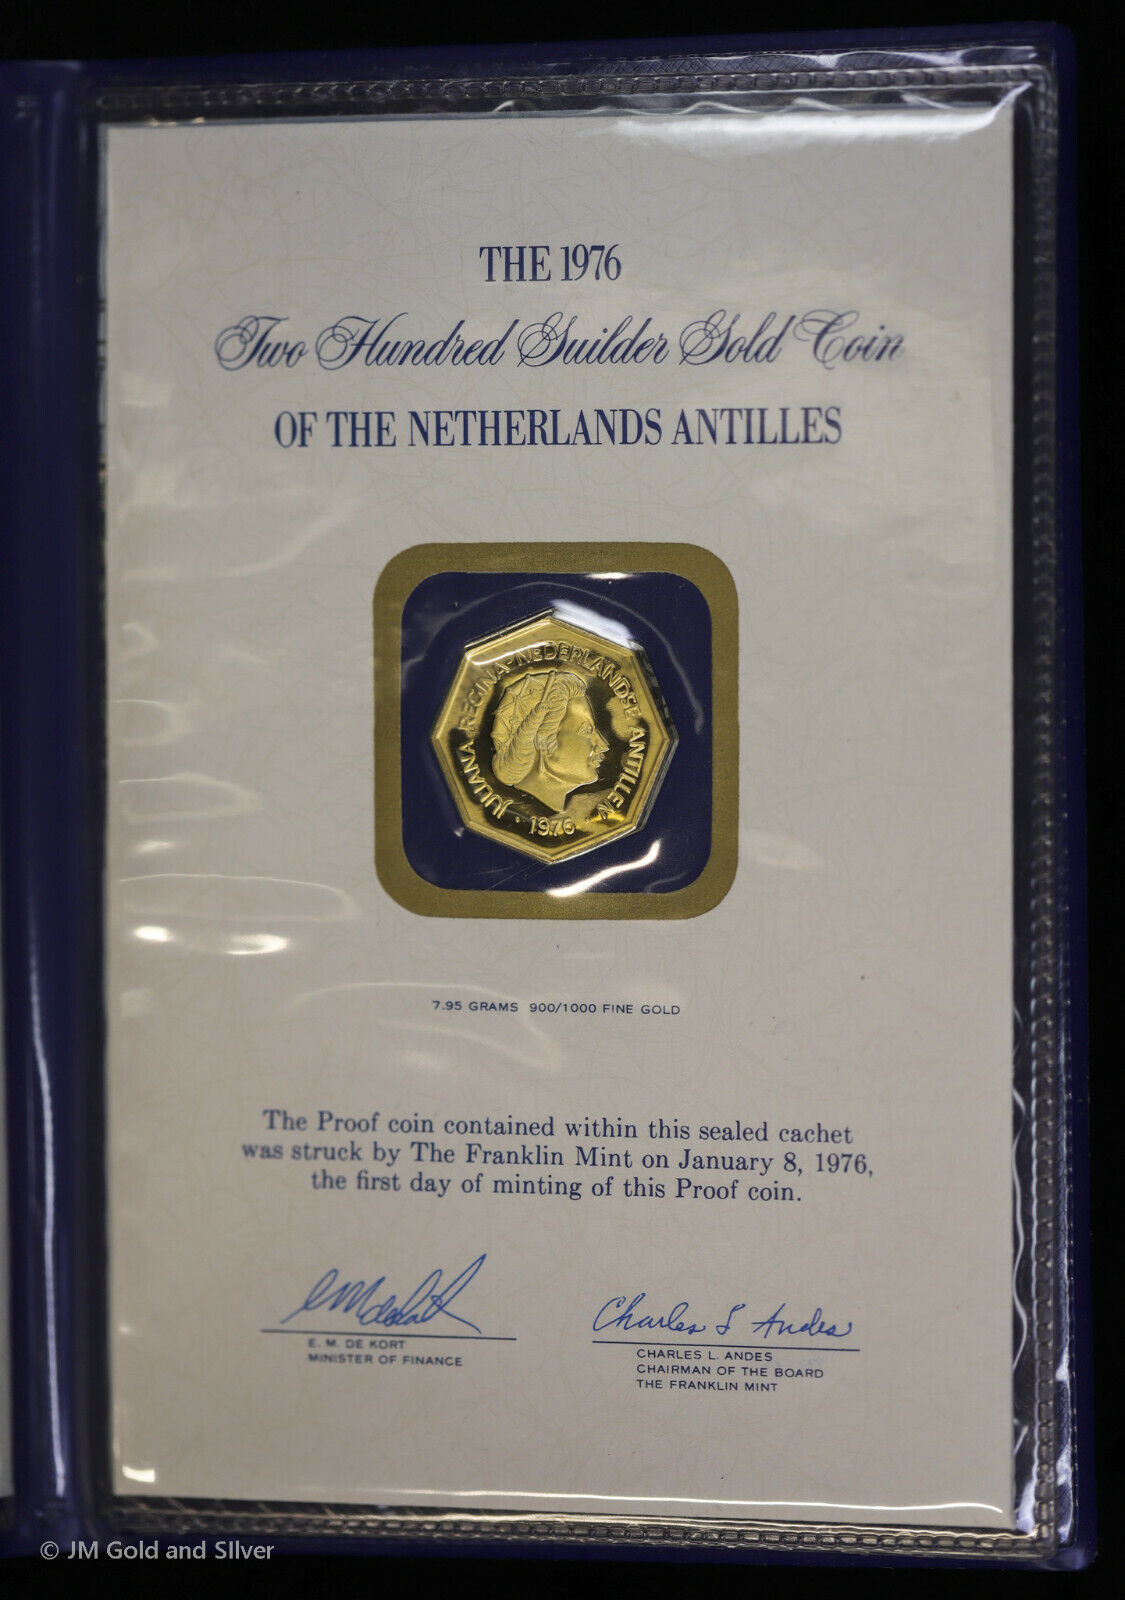 THE 1976
Two Hundred Guilder Gold Coin
OF THE NETHERLANDS ANTILLES
JULIANA·REGINA·NEDERLANDSE ANTILLEN
· 1976 ·
7.95 GRAMS 900/1000 FINE GOLD
The Proof coin contained within this sealed cachet
was struck by The Franklin Mint on January 8, 1976,
the first day of minting of this Proof coin.
E. M. DE KORT
MINISTER OF FINANCE
Charles L Andes
CHARLES L. ANDES
CHAIRMAN OF THE BOARD
THE FRANKLIN MINT
© JM Gold and Silver